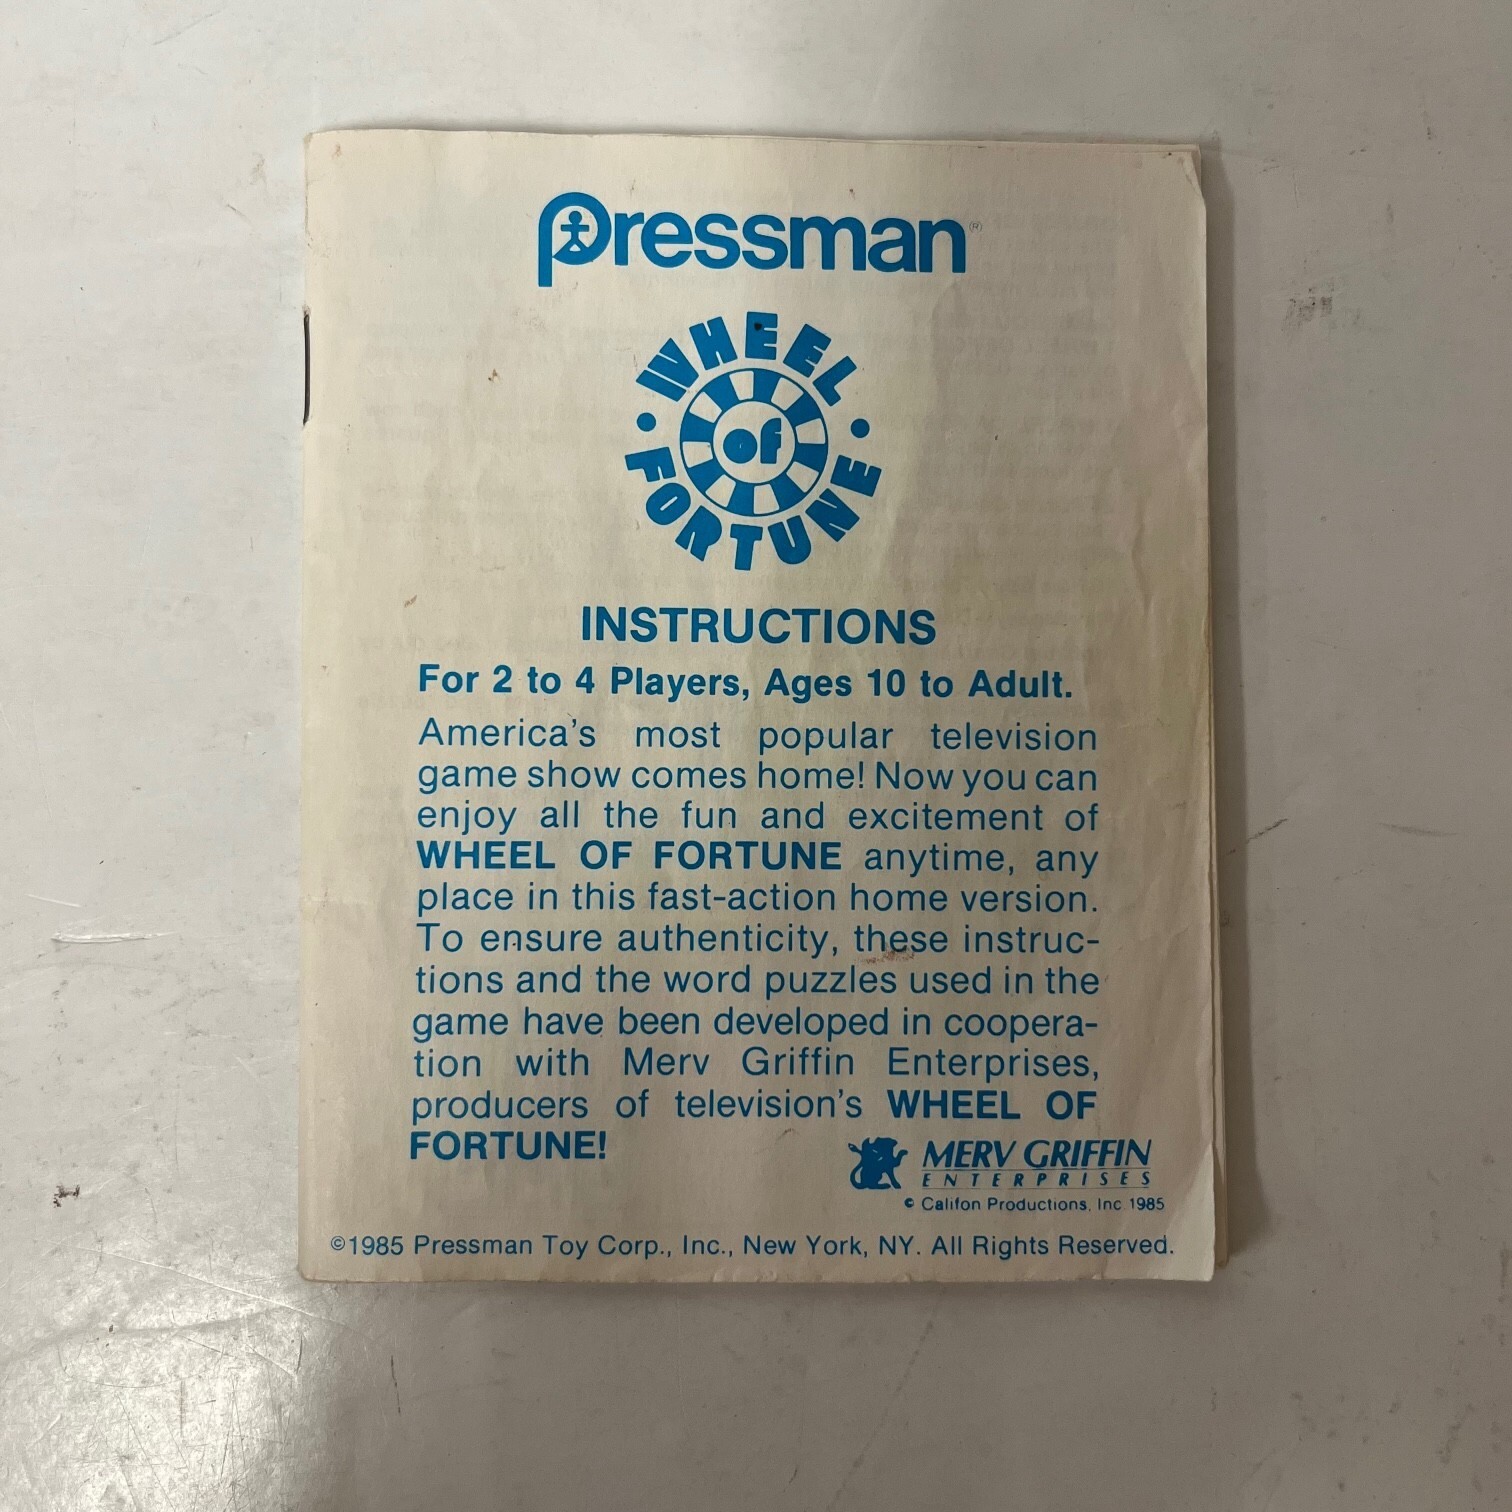 Pressman®
WHEEL
of
FORTUNE
INSTRUCTIONS
For 2 to 4 Players, Ages 10 to Adult.
America's most popular television
game show comes home! Now you can
enjoy all the fun and excitement of
WHEEL OF FORTUNE anytime, any
place in this fast-action home version.
To ensure authenticity, these instruc-
tions and the word puzzles used in the
game have been developed in coopera-
tion with Merv Griffin Enterprises,
producers of television's WHEEL OF
FORTUNE!
MERV GRIFFIN
ENTERPRISES
© Califon Productions, Inc. 1985
©1985 Pressman Toy Corp., Inc., New York, NY. All Rights Reserved.